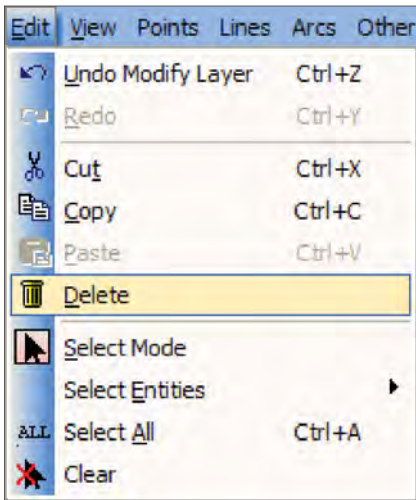 Edit View Points Lines Arcs Other
Undo Modify Layer Ctrl+Z
Redo Ctrl+Y
Cut Ctrl+X
Copy Ctrl+C
Paste Ctrl+V
Delete
Select Mode
Select Entities
ALL Select All Ctrl+A
Clear